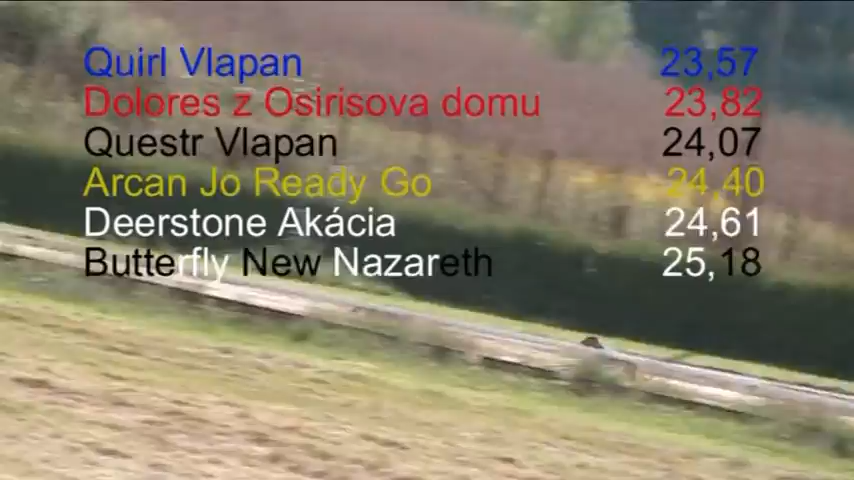 Quirl Vlapan 23,57
Dolores z Osirisova domu 23,82
Questr Vlapan 24,07
Arcan Jo Ready Go 24,40
Deerstone Akácia 24,61
Butterfly New Nazareth 25,18